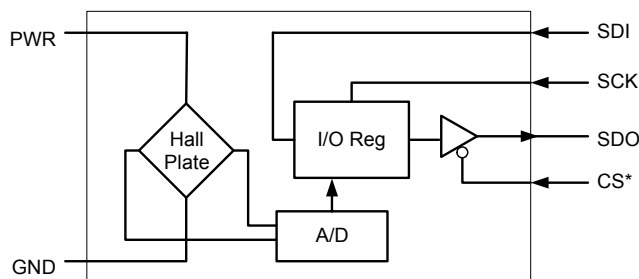 PWR
SDI
SCK
Hall
Plate
I/O Reg
SDO
CS*
A/D
GND